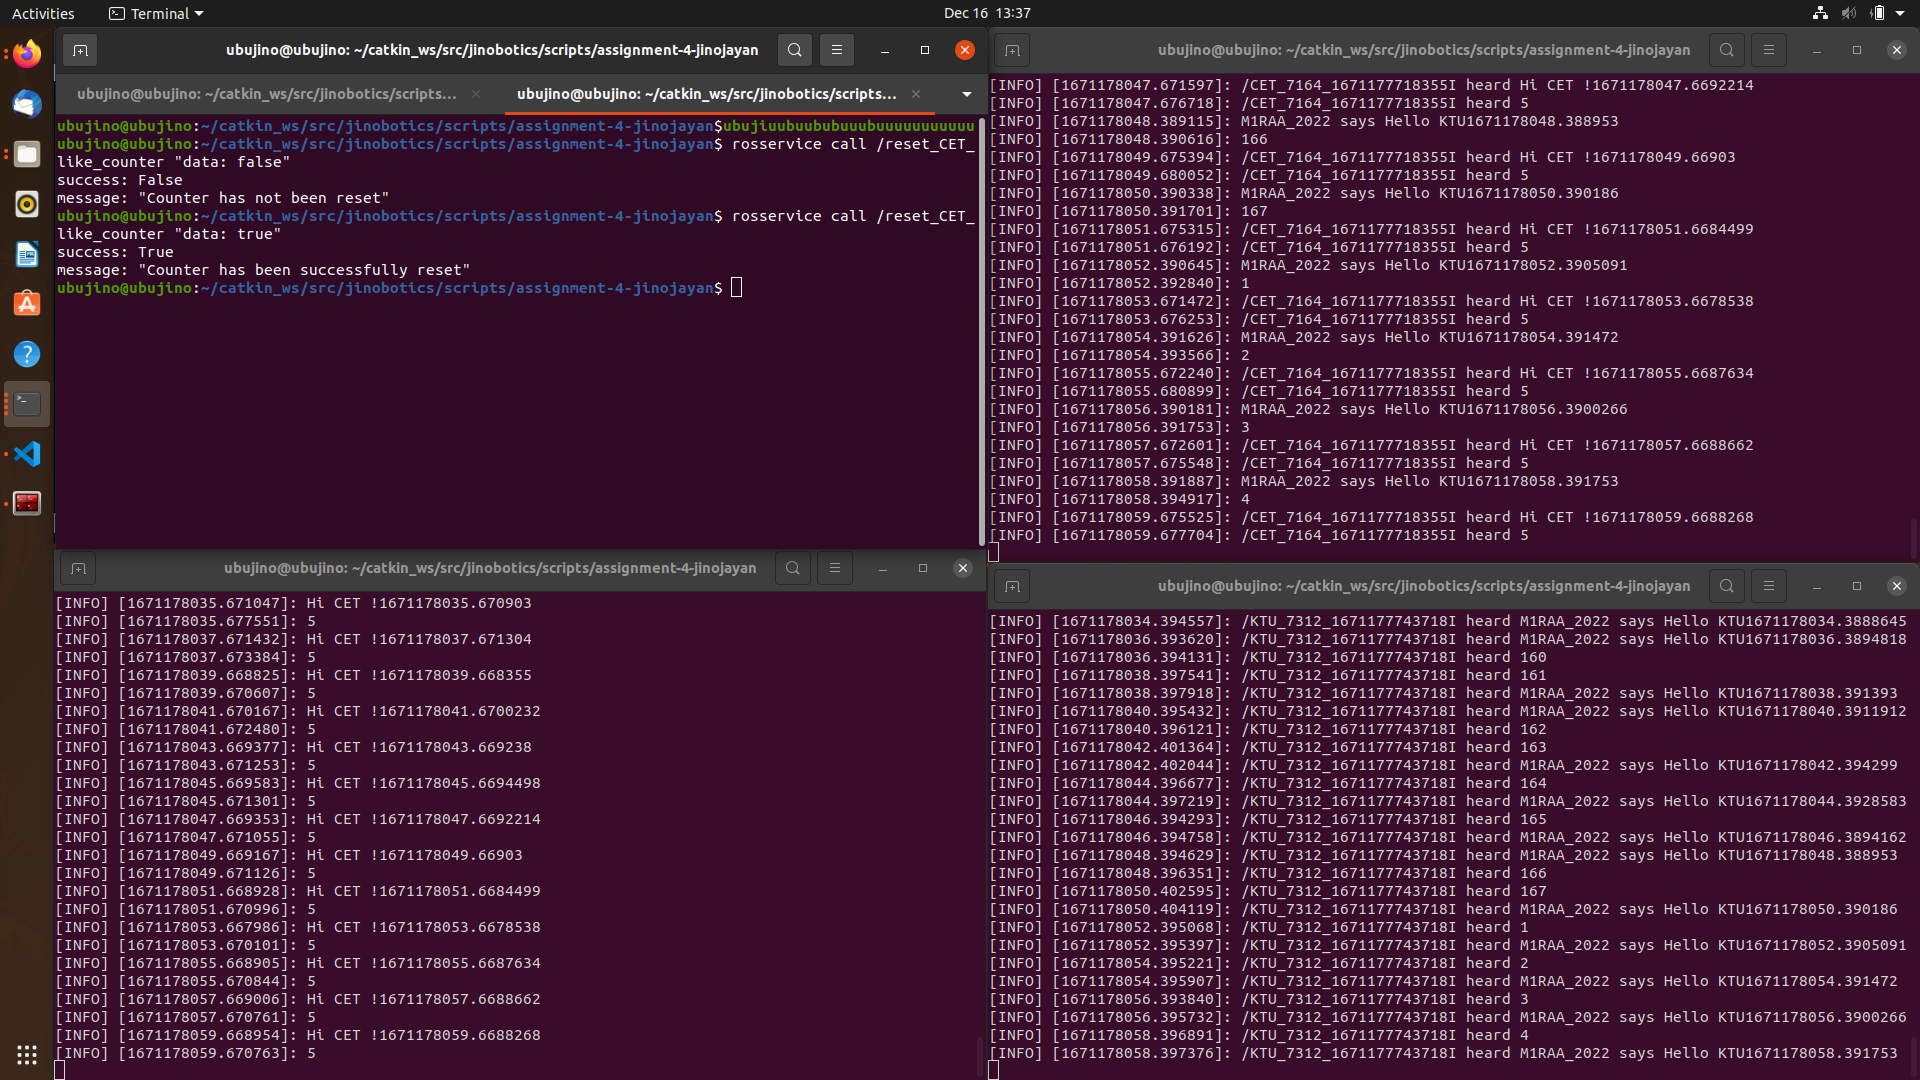 Activities
Terminal
Dec 16 13:37
ubujino@ubujino: ~/catkin_ws/src/jinobotics/scripts/assignment-4-jinojayan
ubujino@ubujino: ~/catkin_ws/src/jinobotics/scripts... ×
ubujino@ubujino: ~/catkin_ws/src/jinobotics/scripts... ×
ubujino@ubujino:~/catkin_ws/src/jinobotics/scripts/assignment-4-jinojayan$ubujiuubuububuuubuuuuuuuuuuu
ubujino@ubujino:~/catkin_ws/src/jinobotics/scripts/assignment-4-jinojayan$ rosservice call /reset_CET_
like_counter "data: false"
success: False
message: "Counter has not been reset"
ubujino@ubujino:~/catkin_ws/src/jinobotics/scripts/assignment-4-jinojayan$ rosservice call /reset_CET_
like_counter "data: true"
success: True
message: "Counter has been successfully reset"
ubujino@ubujino:~/catkin_ws/src/jinobotics/scripts/assignment-4-jinojayan$
ubujino@ubujino: ~/catkin_ws/src/jinobotics/scripts/assignment-4-jinojayan
[INFO] [1671178047.671597]: /CET_7164_1671177718355I heard Hi CET !1671178047.6692214
[INFO] [1671178047.676718]: /CET_7164_1671177718355I heard 5
[INFO] [1671178048.389115]: M1RAA_2022 says Hello KTU1671178048.388953
[INFO] [1671178048.390616]: 166
[INFO] [1671178049.675394]: /CET_7164_1671177718355I heard Hi CET !1671178049.66903
[INFO] [1671178049.680052]: /CET_7164_1671177718355I heard 5
[INFO] [1671178050.390338]: M1RAA_2022 says Hello KTU1671178050.390186
[INFO] [1671178050.391701]: 167
[INFO] [1671178051.675315]: /CET_7164_1671177718355I heard Hi CET !1671178051.6684499
[INFO] [1671178051.676192]: /CET_7164_1671177718355I heard 5
[INFO] [1671178052.390645]: M1RAA_2022 says Hello KTU1671178052.3905091
[INFO] [1671178052.392840]: 1
[INFO] [1671178053.671472]: /CET_7164_1671177718355I heard Hi CET !1671178053.6678538
[INFO] [1671178053.676253]: /CET_7164_1671177718355I heard 5
[INFO] [1671178054.391626]: M1RAA_2022 says Hello KTU1671178054.391472
[INFO] [1671178054.393566]: 2
[INFO] [1671178055.672240]: /CET_7164_1671177718355I heard Hi CET !1671178055.6687634
[INFO] [1671178055.680899]: /CET_7164_1671177718355I heard 5
[INFO] [1671178056.390181]: M1RAA_2022 says Hello KTU1671178056.3900266
[INFO] [1671178056.391753]: 3
[INFO] [1671178057.672601]: /CET_7164_1671177718355I heard Hi CET !1671178057.6688662
[INFO] [1671178057.675548]: /CET_7164_1671177718355I heard 5
[INFO] [1671178058.391887]: M1RAA_2022 says Hello KTU1671178058.391753
[INFO] [1671178058.394917]: 4
[INFO] [1671178059.675525]: /CET_7164_1671177718355I heard Hi CET !1671178059.6688268
[INFO] [1671178059.677704]: /CET_7164_1671177718355I heard 5
ubujino@ubujino: ~/catkin_ws/src/jinobotics/scripts/assignment-4-jinojayan
[INFO] [1671178035.671047]: Hi CET !1671178035.670903
[INFO] [1671178035.677551]: 5
[INFO] [1671178037.671432]: Hi CET !1671178037.671304
[INFO] [1671178037.673384]: 5
[INFO] [1671178039.668825]: Hi CET !1671178039.668355
[INFO] [1671178039.670607]: 5
[INFO] [1671178041.670167]: Hi CET !1671178041.6700232
[INFO] [1671178041.672480]: 5
[INFO] [1671178043.669377]: Hi CET !1671178043.669238
[INFO] [1671178043.671253]: 5
[INFO] [1671178045.669583]: Hi CET !1671178045.6694498
[INFO] [1671178045.671301]: 5
[INFO] [1671178047.669353]: Hi CET !1671178047.6692214
[INFO] [1671178047.671055]: 5
[INFO] [1671178049.669167]: Hi CET !1671178049.66903
[INFO] [1671178049.671126]: 5
[INFO] [1671178051.668928]: Hi CET !1671178051.6684499
[INFO] [1671178051.670996]: 5
[INFO] [1671178053.667986]: Hi CET !1671178053.6678538
[INFO] [1671178053.670101]: 5
[INFO] [1671178055.668905]: Hi CET !1671178055.6687634
[INFO] [1671178055.670844]: 5
[INFO] [1671178057.669006]: Hi CET !1671178057.6688662
[INFO] [1671178057.670761]: 5
[INFO] [1671178059.668954]: Hi CET !1671178059.6688268
[INFO] [1671178059.670763]: 5
ubujino@ubujino: ~/catkin_ws/src/jinobotics/scripts/assignment-4-jinojayan
[INFO] [1671178034.394557]: /KTU_7312_1671177743718I heard M1RAA_2022 says Hello KTU1671178034.3888645
[INFO] [1671178036.393620]: /KTU_7312_1671177743718I heard M1RAA_2022 says Hello KTU1671178036.3894818
[INFO] [1671178036.394131]: /KTU_7312_1671177743718I heard 160
[INFO] [1671178038.397541]: /KTU_7312_1671177743718I heard 161
[INFO] [1671178038.397918]: /KTU_7312_1671177743718I heard M1RAA_2022 says Hello KTU1671178038.391393
[INFO] [1671178040.395432]: /KTU_7312_1671177743718I heard M1RAA_2022 says Hello KTU1671178040.3911912
[INFO] [1671178040.396121]: /KTU_7312_1671177743718I heard 162
[INFO] [1671178042.401364]: /KTU_7312_1671177743718I heard 163
[INFO] [1671178042.402044]: /KTU_7312_1671177743718I heard M1RAA_2022 says Hello KTU1671178042.394299
[INFO] [1671178044.396677]: /KTU_7312_1671177743718I heard 164
[INFO] [1671178044.397219]: /KTU_7312_1671177743718I heard M1RAA_2022 says Hello KTU1671178044.3928583
[INFO] [1671178046.394293]: /KTU_7312_1671177743718I heard 165
[INFO] [1671178046.394758]: /KTU_7312_1671177743718I heard M1RAA_2022 says Hello KTU1671178046.3894162
[INFO] [1671178048.394629]: /KTU_7312_1671177743718I heard M1RAA_2022 says Hello KTU1671178048.388953
[INFO] [1671178048.396351]: /KTU_7312_1671177743718I heard 166
[INFO] [1671178050.402595]: /KTU_7312_1671177743718I heard 167
[INFO] [1671178050.404119]: /KTU_7312_1671177743718I heard M1RAA_2022 says Hello KTU1671178050.390186
[INFO] [1671178052.395068]: /KTU_7312_1671177743718I heard 1
[INFO] [1671178052.395397]: /KTU_7312_1671177743718I heard M1RAA_2022 says Hello KTU1671178052.3905091
[INFO] [1671178054.395221]: /KTU_7312_1671177743718I heard 2
[INFO] [1671178054.395907]: /KTU_7312_1671177743718I heard M1RAA_2022 says Hello KTU1671178054.391472
[INFO] [1671178056.393840]: /KTU_7312_1671177743718I heard 3
[INFO] [1671178056.395732]: /KTU_7312_1671177743718I heard M1RAA_2022 says Hello KTU1671178056.3900266
[INFO] [1671178058.396891]: /KTU_7312_1671177743718I heard 4
[INFO] [1671178058.397376]: /KTU_7312_1671177743718I heard M1RAA_2022 says Hello KTU1671178058.391753